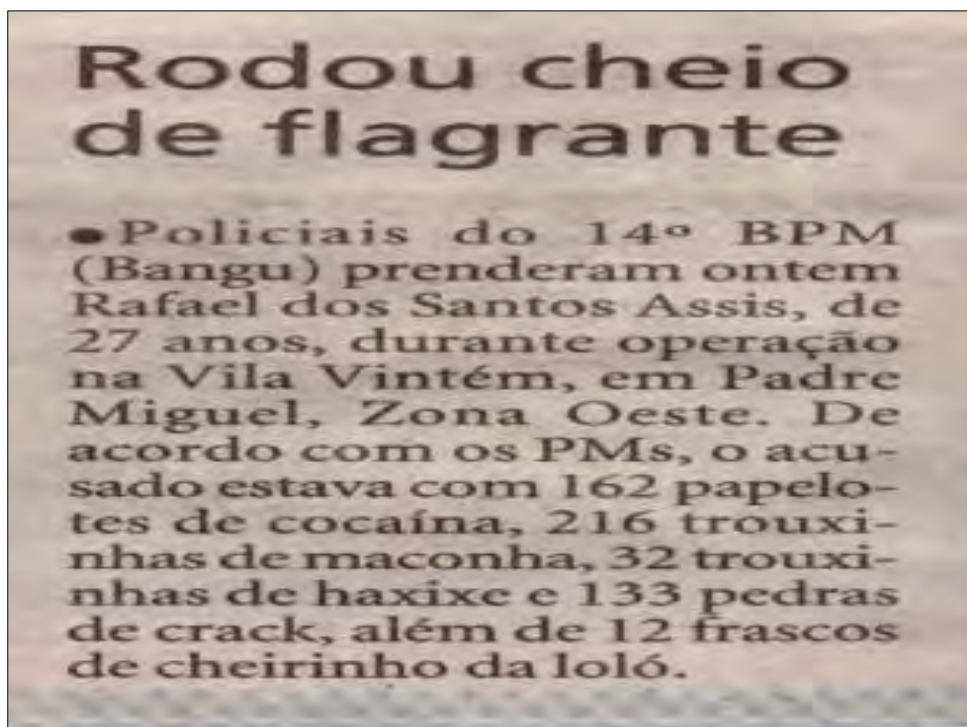 Rodou cheio
de flagrante
●Policiais do 14º BPM
(Bangu) prenderam ontem
Rafael dos Santos Assis, de
27 anos, durante operação
na Vila Vintém, em Padre
Miguel, Zona Oeste. De
acordo com os PMs, o acu-
sado estava com 162 papelo-
tes de cocaína, 216 trouxi-
nhas de maconha, 32 trouxi-
nhas de haxixe e 133 pedras
de crack, além de 12 frascos
de cheirinho da loló.